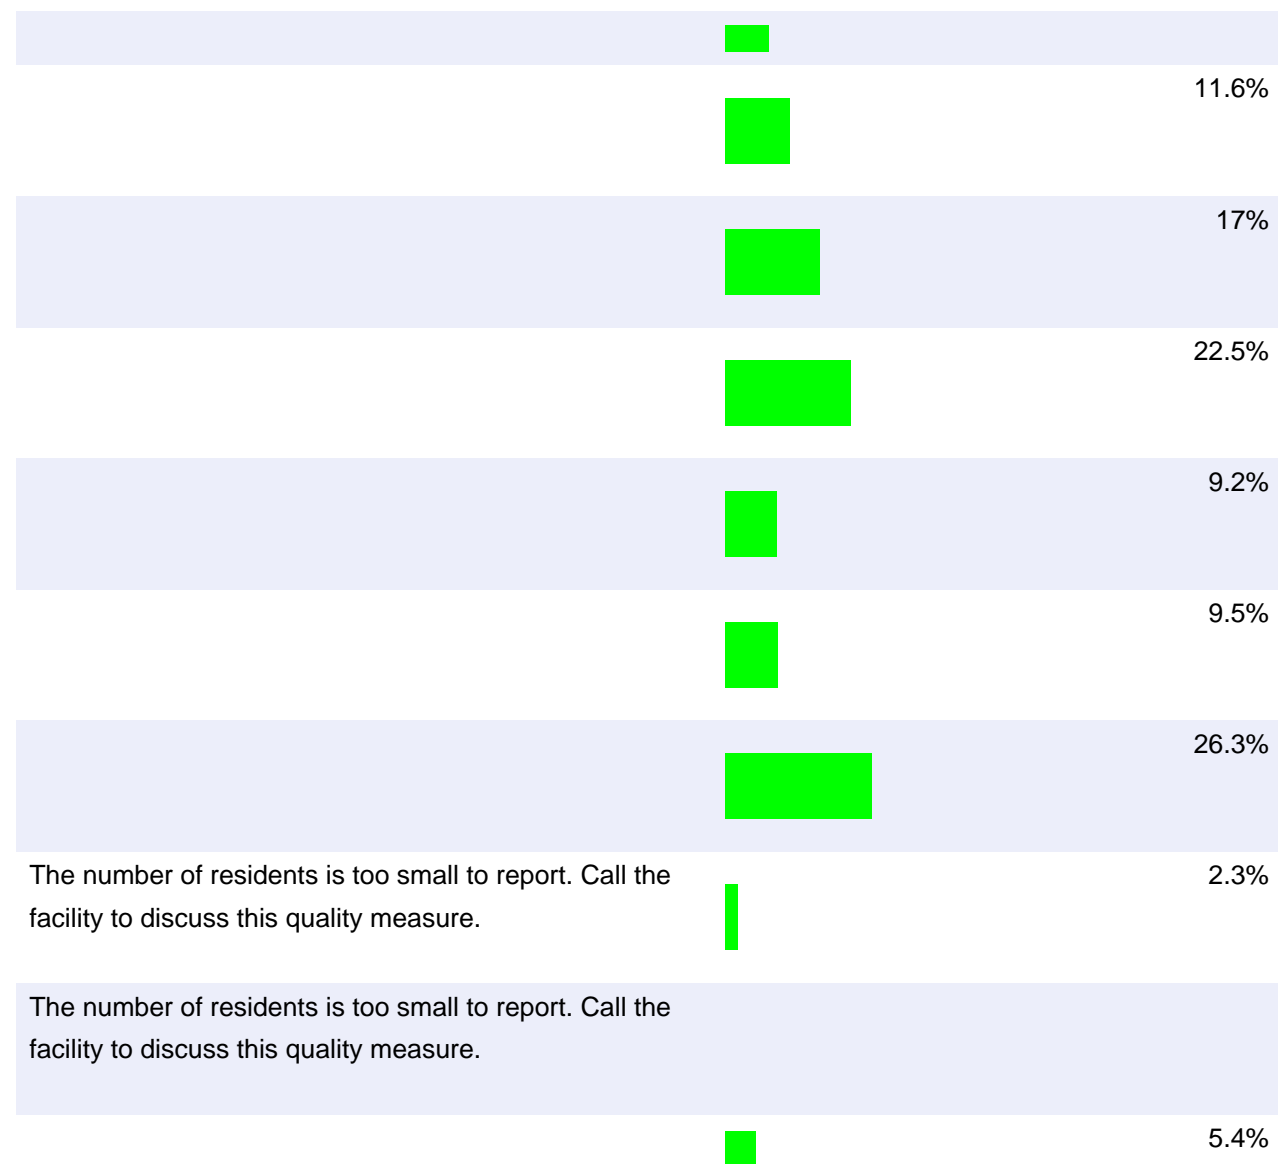 11.6%
17%
22.5%
9.2%
9.5%
26.3%
The number of residents is too small to report. Call the
2.3%
facility to discuss this quality measure.
The number of residents is too small to report. Call the
facility to discuss this quality measure.
5.4%